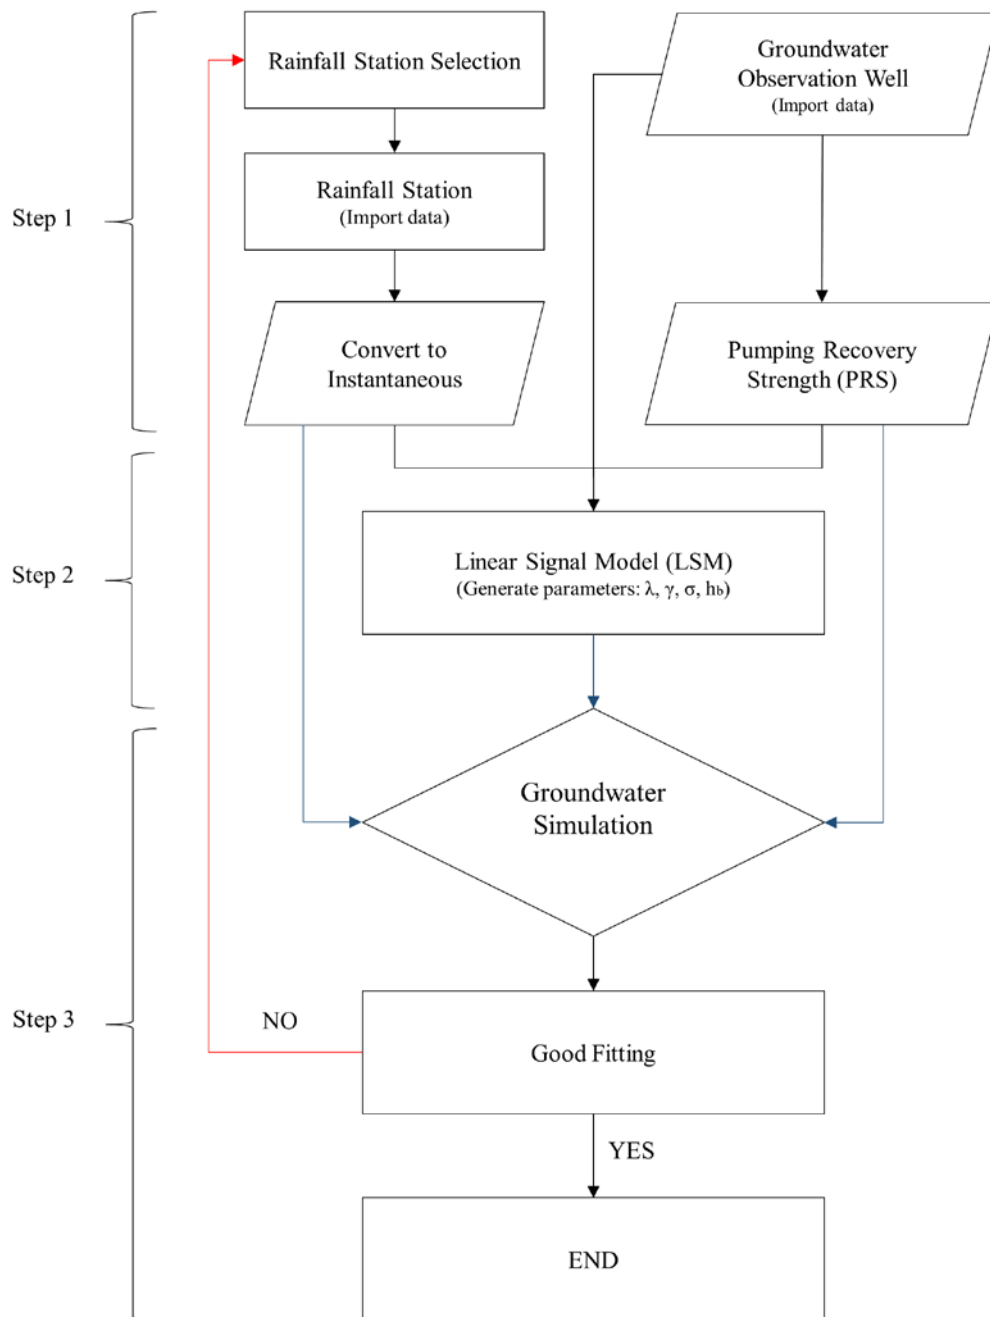 Rainfall Station Selection
Groundwater
Observation Well
(Import data)
Step 1
Rainfall Station
(Import data)
Convert to
Instantaneous
Pumping Recovery
Strength (PRS)
Step 2
Linear Signal Model (LSM)
(Generate parameters: λ, γ, σ, hb)
Groundwater
Simulation
Step 3
NO
Good Fitting
YES
END